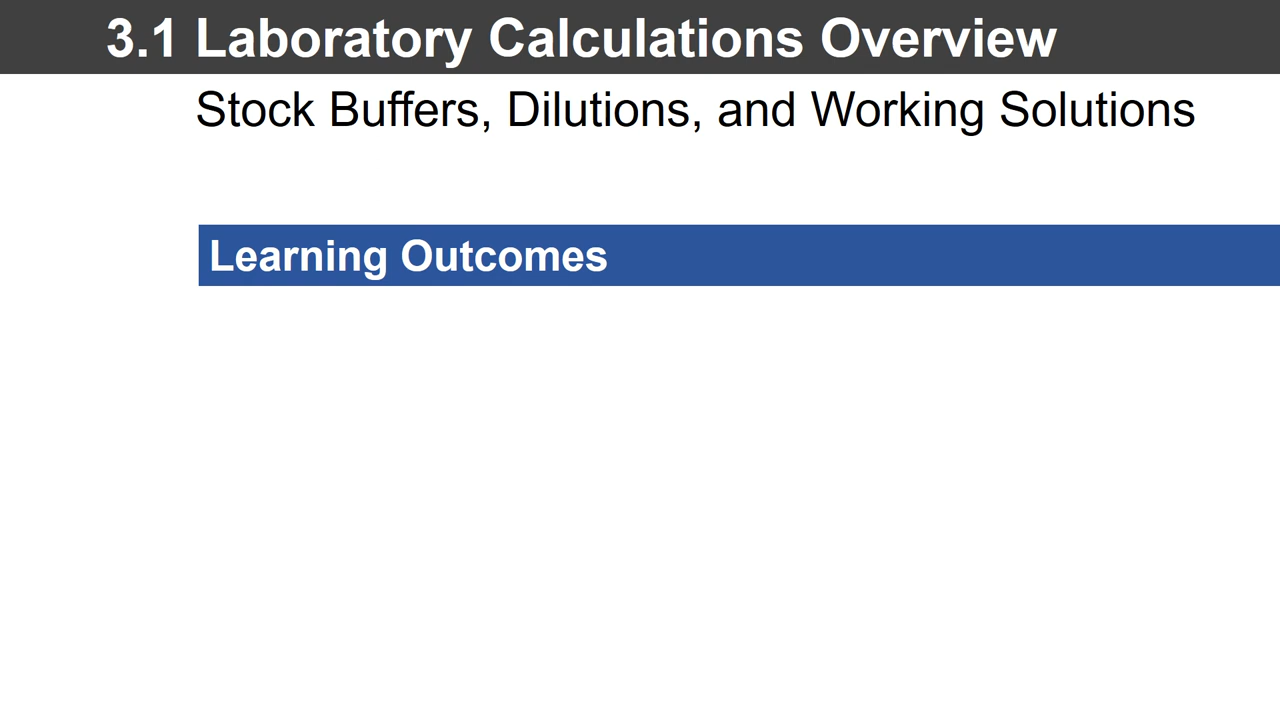 3.1 Laboratory Calculations Overview
Stock Buffers, Dilutions, and Working Solutions
Learning Outcomes